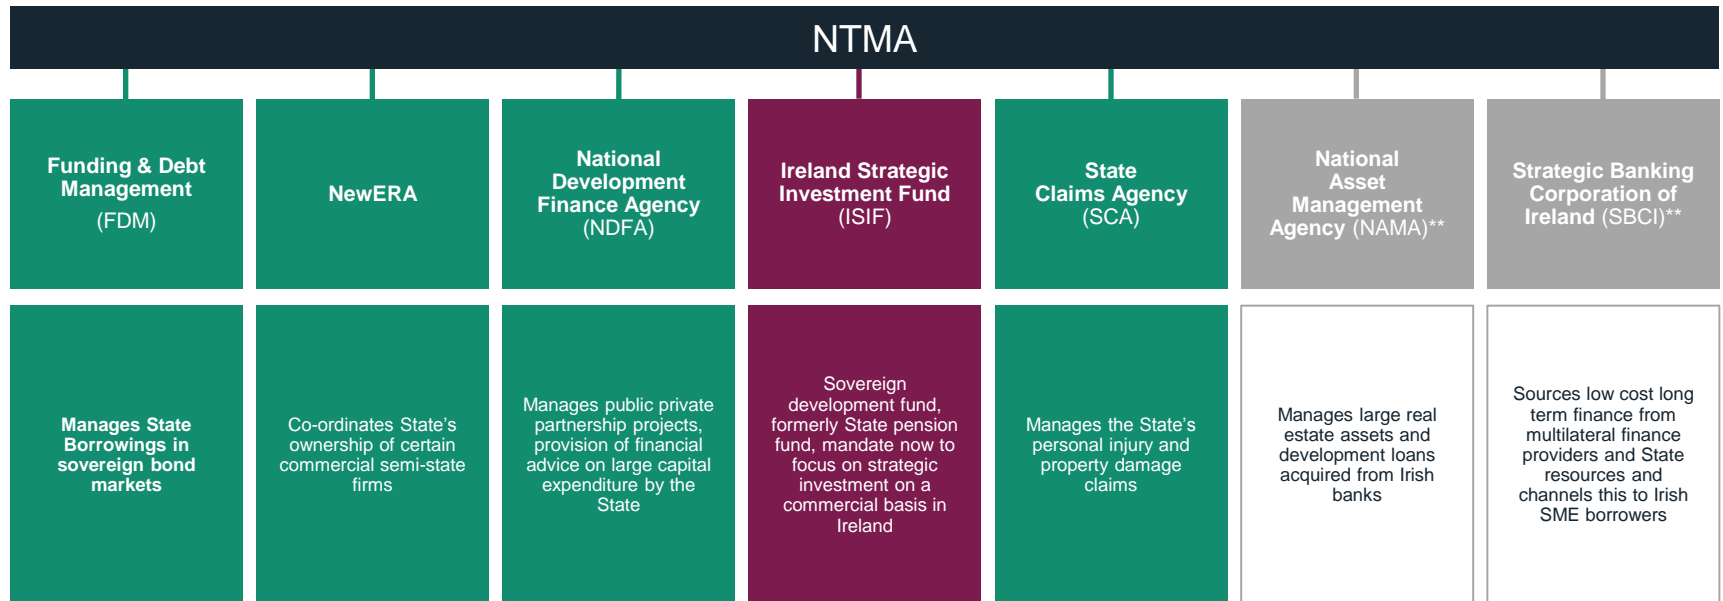 NTMA
Funding & Debt
Management
(FDM)
NewERA
National
Development
Finance Agency
(NDFA)
Ireland Strategic
Investment Fund
(ISIF)
State
Claims Agency
(SCA)
National
Asset
Management
Agency (NAMA)**
Strategic Banking
Corporation of
Ireland (SBCI)**
Manages State
Borrowings in
sovereign bond
markets
Co-ordinates State's
ownership of certain
commercial semi-state
firms
Manages public private
partnership projects,
provision of financial
advice on large capital
expenditure by the
State
Sovereign
development fund,
formerly State pension
fund, mandate now to
focus on strategic
investment on a
commercial basis in
Ireland
Manages the State's
personal injury and
property damage
claims
Manages large real
estate assets and
development loans
acquired from Irish
banks
Sources low cost long
term finance from
multilateral finance
providers and State
resources and
channels this to Irish
SME borrowers